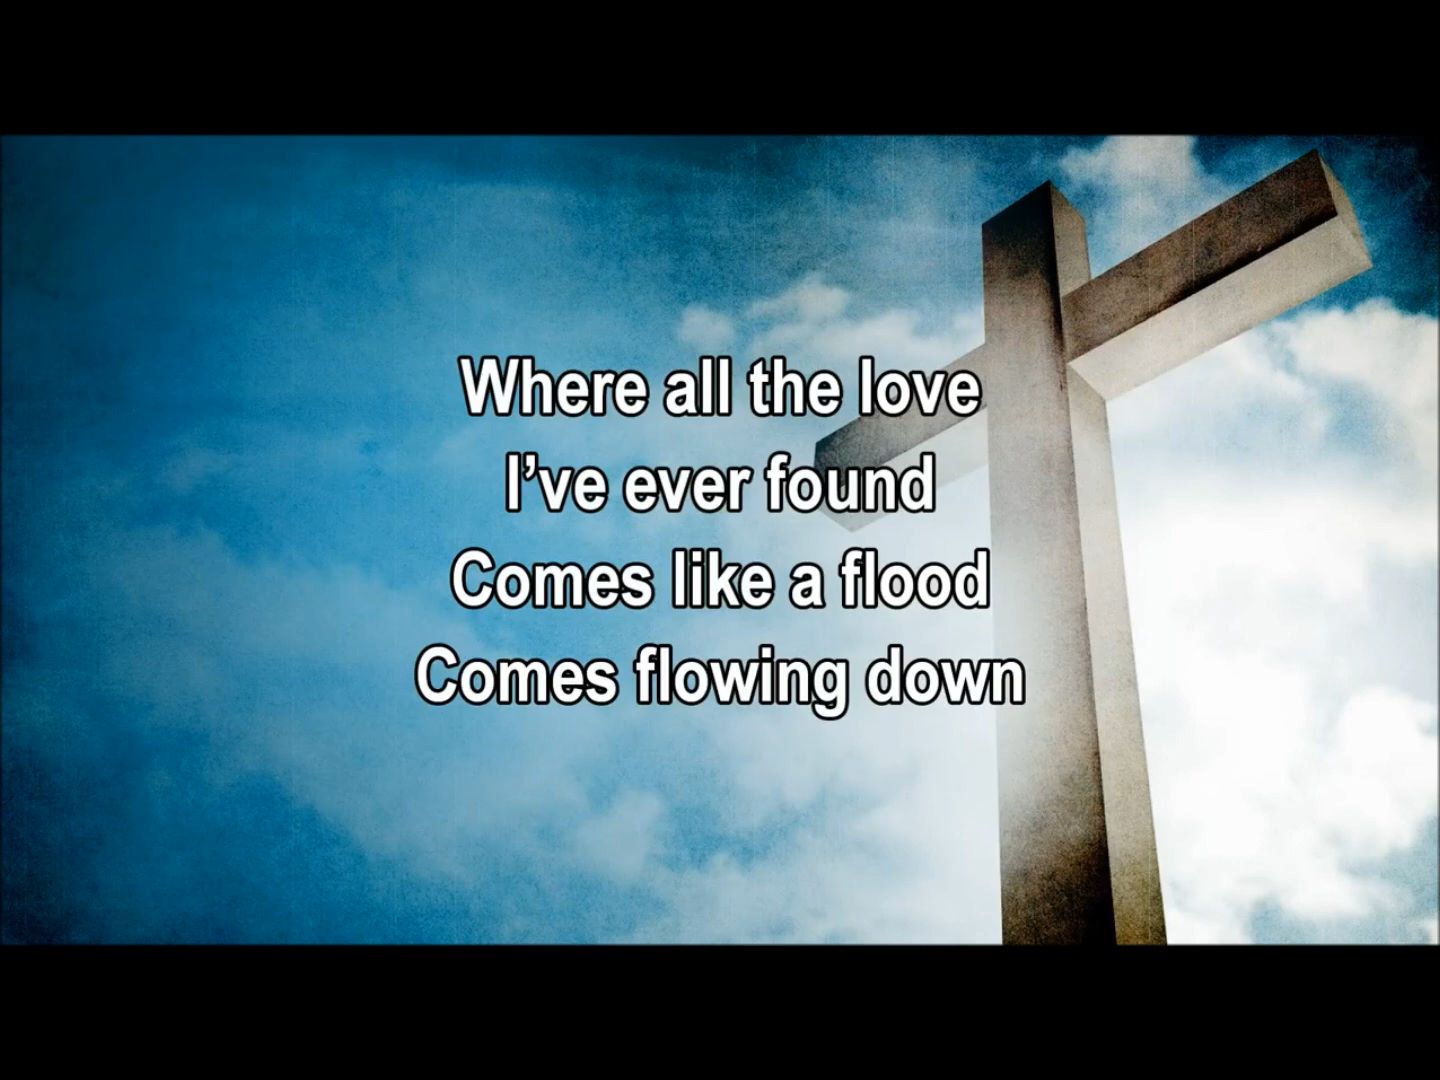 Where all the love
I’ve ever found
Comes like a flood
Comes flowing down